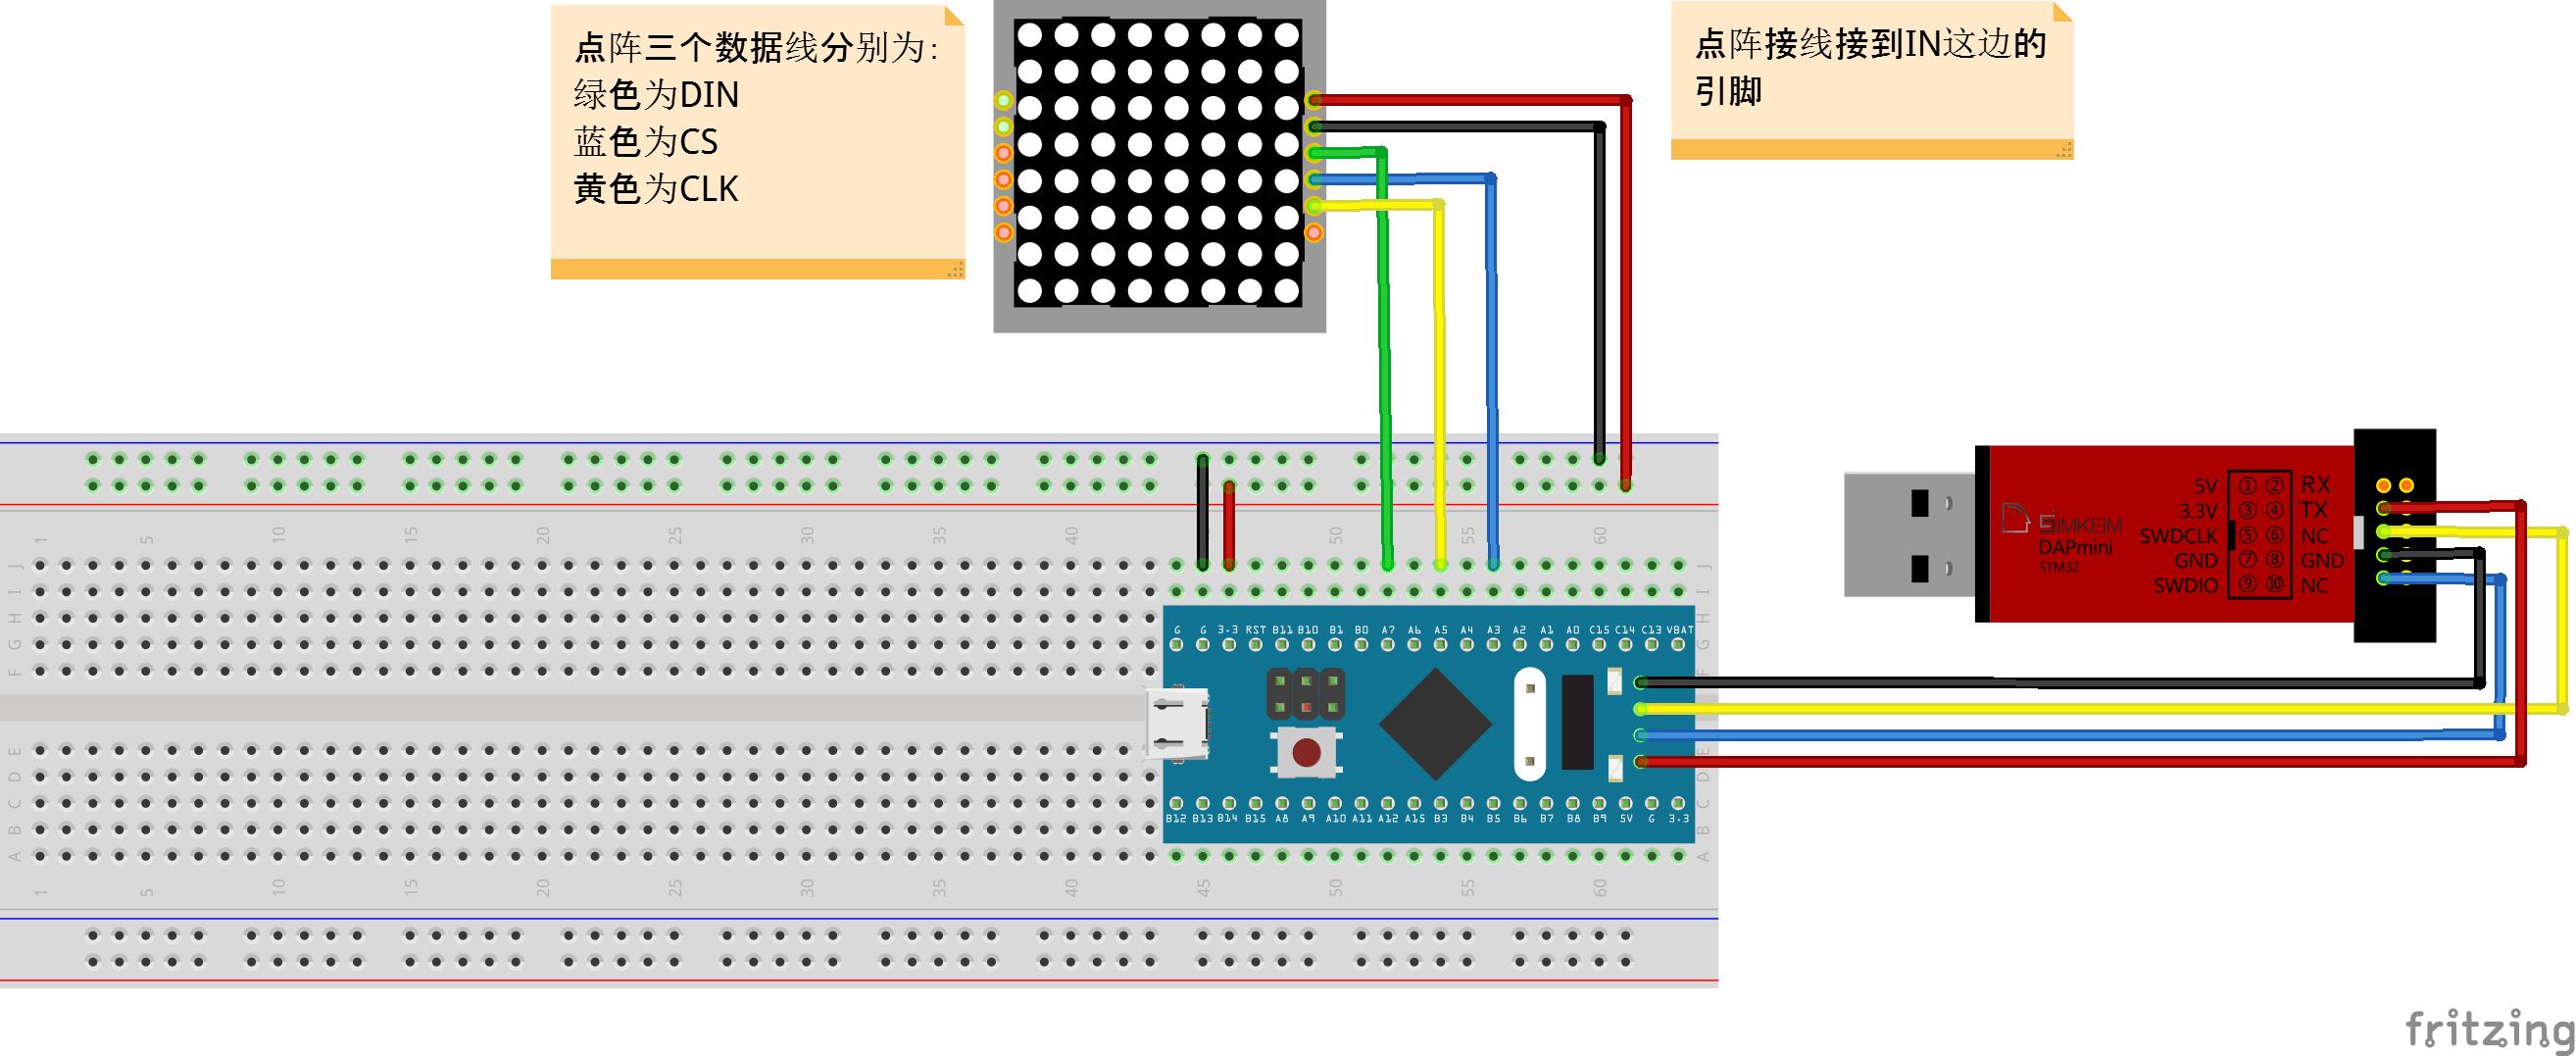 点阵三个数据线分别为:
绿色为DIN
蓝色为CS
黄色为CLK
点阵接线接到IN这边的
引脚
1 5 10 15 20 25 30 35 40 50 55 60
J J
I I
H H
G G
F F
E E
D D
C C
B B
A A
G G 3.3 RST B11 B10 B1 B0 A7 A6 A5 A4 A3 A2 A1 A0 C15 C14 C13 VBAT
B12 B13 B14 B15 A8 A9 A10 A11 A12 A15 B3 B4 B5 B6 B7 B8 B9 5V G 3.3
1 5 10 15 20 25 30 35 40 45 50 55 60
SIMKEIM
DAPmini
STM32
5V ① ② RX
3.3V ③ ④ TX
SWDCLK ⑤ ⑥ NC
GND ⑦ ⑧ GND
SWDIO ⑨ ⑩ NC
fritzing